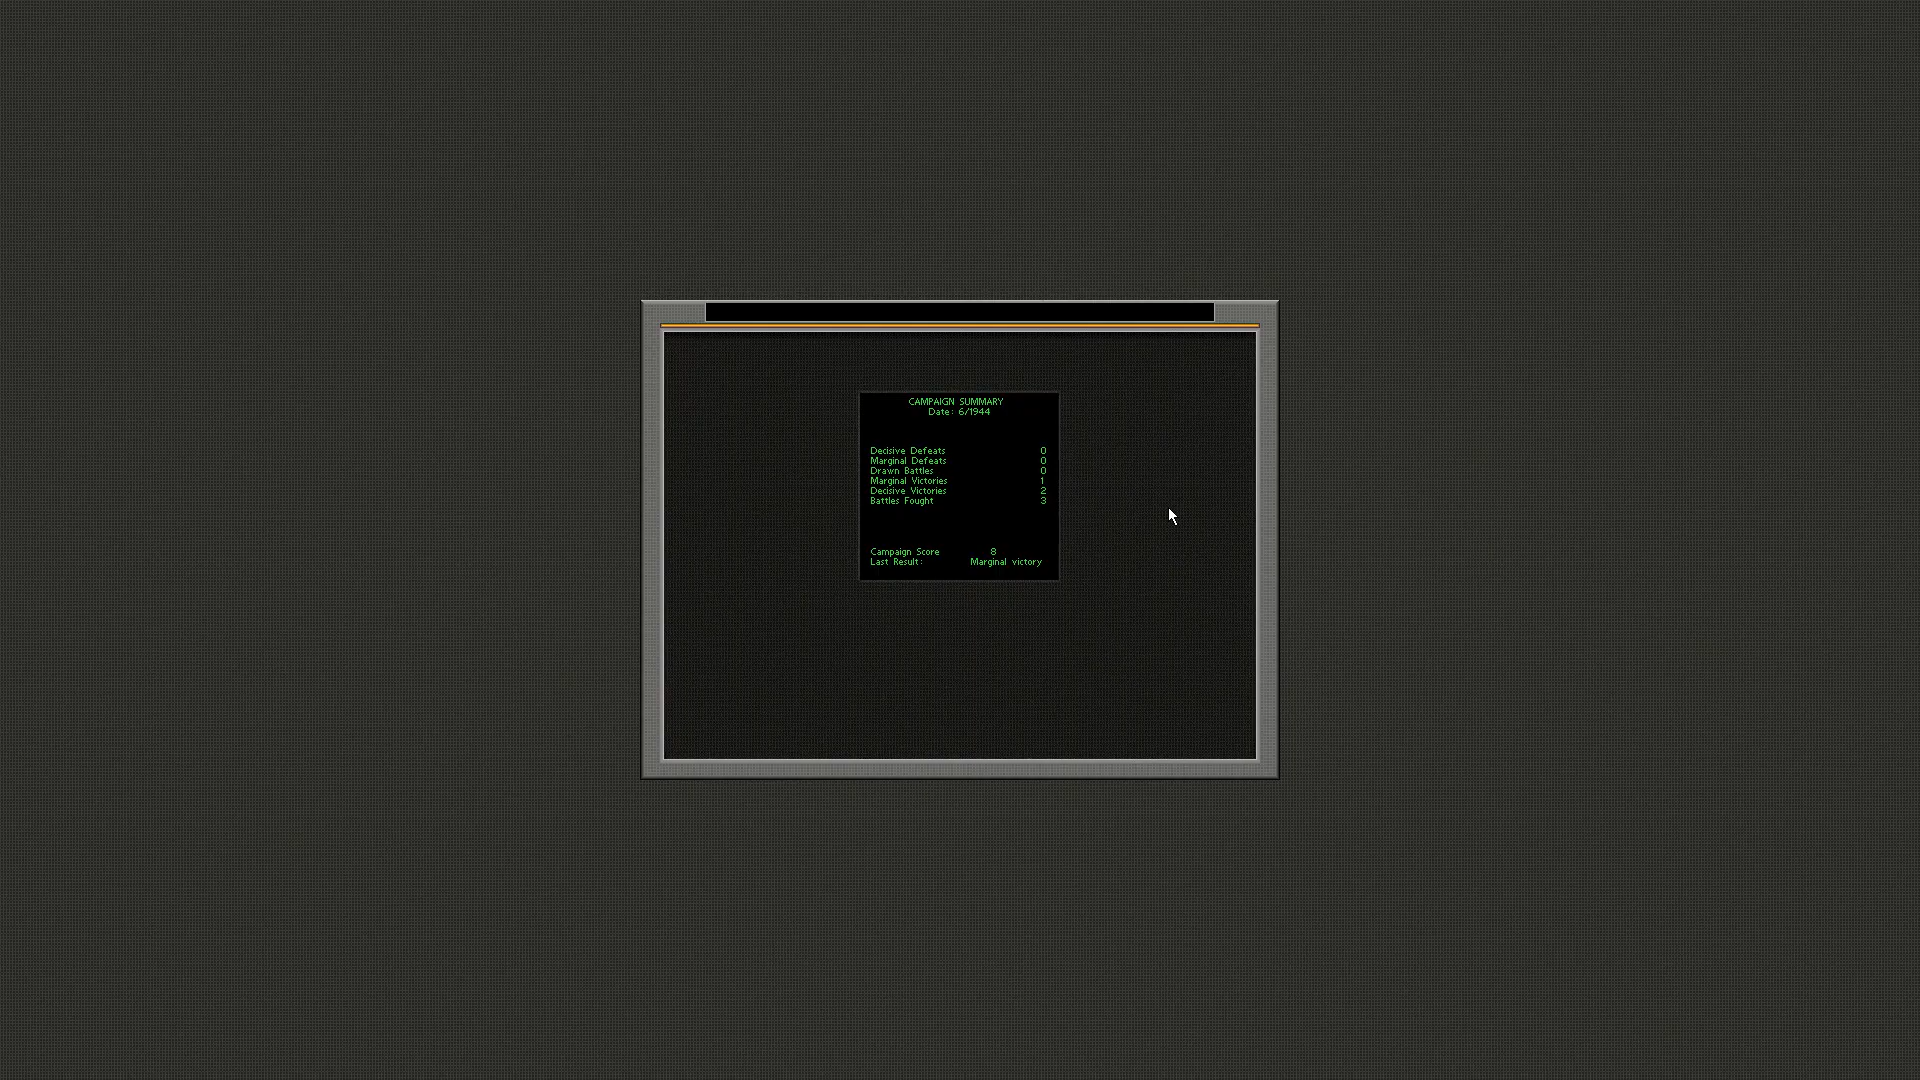 CAMPAIGN SUMMARY
Date: 6/1944
Decisive Defeats 0
Marginal Defeats 0
Drawn Battles 0
Marginal Victories 1
Decisive Victories 2
Battles Fought 3
Campaign Score 8
Last Result: Marginal victory